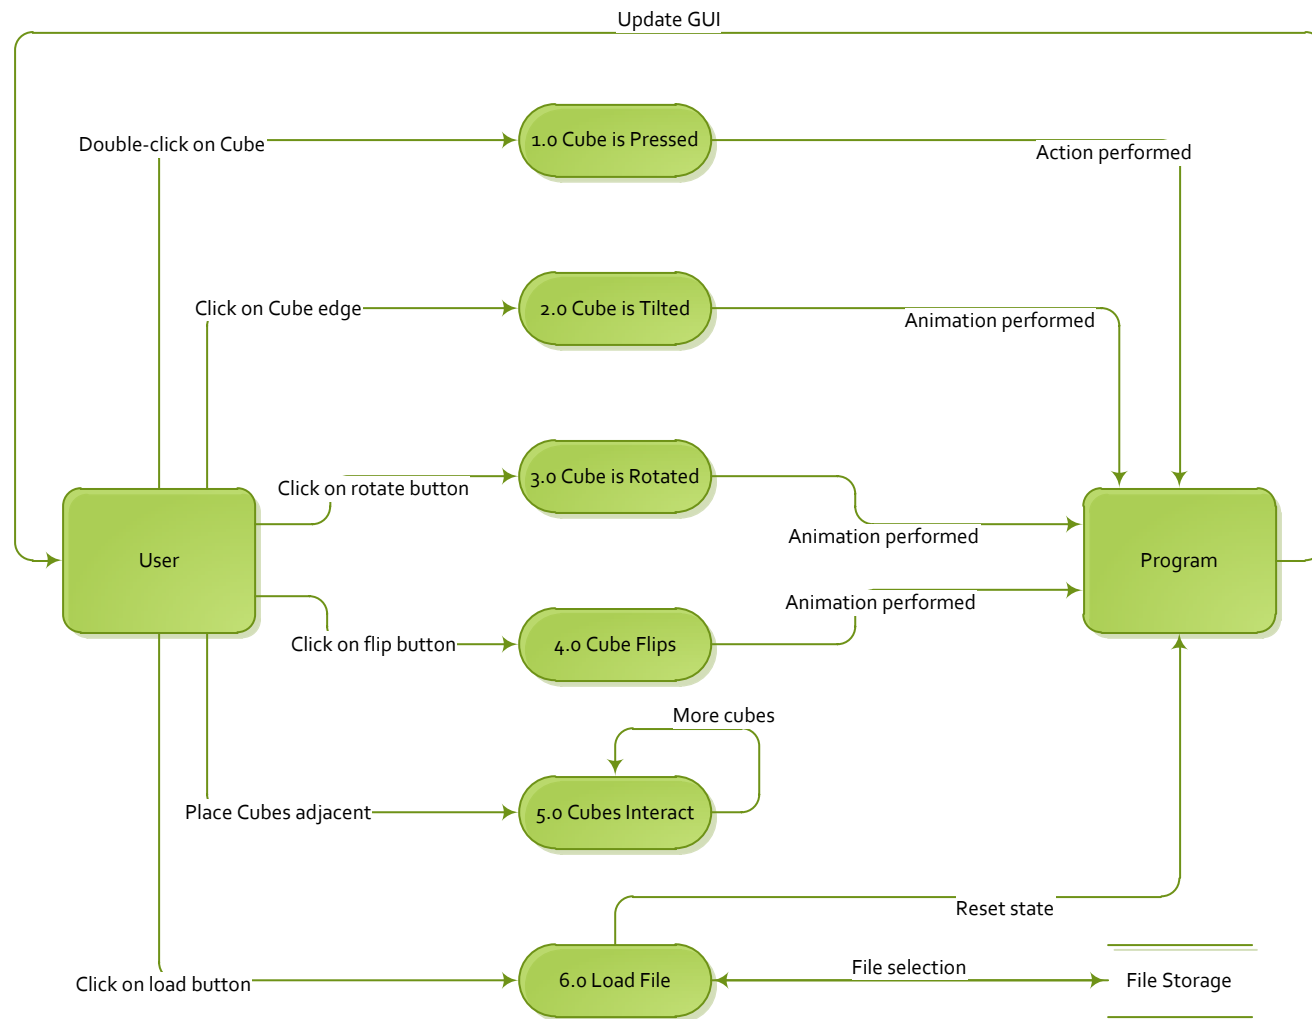 Update GUI
Double-click on Cube
1.0 Cube is Pressed
Action performed
Click on Cube edge
2.0 Cube is Tilted
Animation performed
Click on rotate button
3.0 Cube is Rotated
Animation performed
User
Program
Animation performed
Click on flip button
4.0 Cube Flips
More cubes
Place Cubes adjacent
5.0 Cubes Interact
Reset state
Click on load button
6.0 Load File
File selection
File Storage